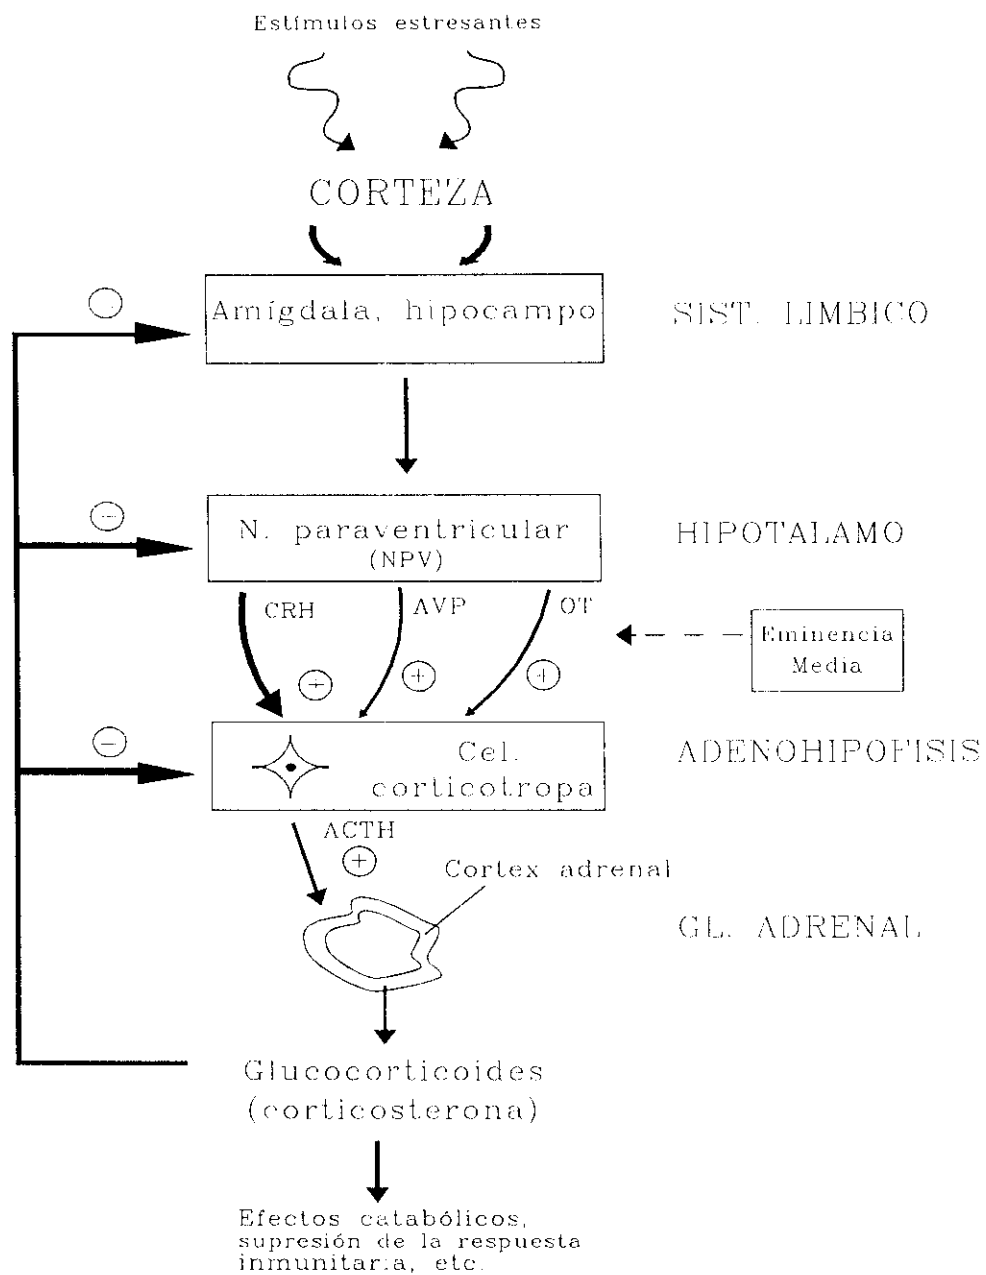 Estímulos estresantes
CORTEZA
Amígdala, hipocampo
SIST. LIMBICO
N. paraventricular
(NPV)
HIPOTALAMO
CRH
AVP
OT
Eminencia
Media
+
+
+
−
−
Cel.
corticotropa
ADENOHIPOFISIS
ACTH
+
Cortex adrenal
GL. ADRENAL
Glucocorticoides
(corticosterona)
Efectos catabólicos,
supresión de la respuesta
inmunitaria, etc.